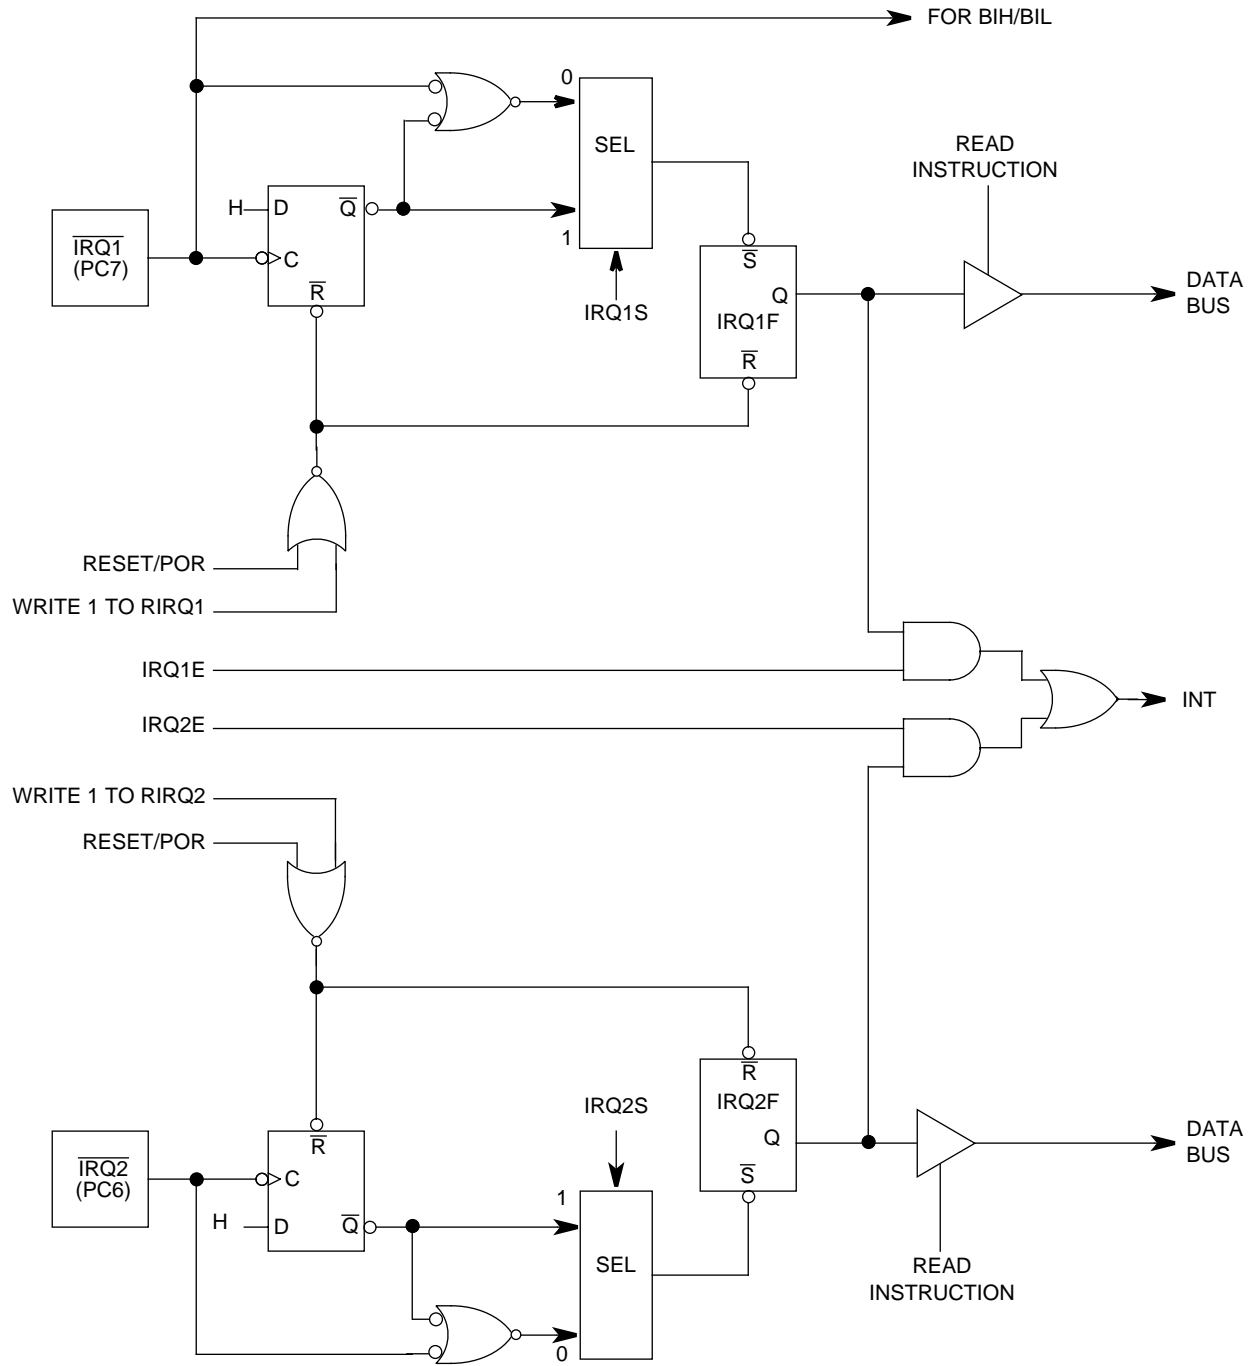 FOR BIH/BIL
0
SEL
1
READ
INSTRUCTION
H
D
Q̅
C
R̅
I̅R̅Q̅1̅
(PC7)
IRQ1S
S̅
Q
IRQ1F
R̅
DATA
BUS
RESET/POR
WRITE 1 TO RIRQ1
IRQ1E
INT
IRQ2E
WRITE 1 TO RIRQ2
RESET/POR
R̅
IRQ2F
Q
S̅
IRQ2S
DATA
BUS
I̅R̅Q̅2̅
(PC6)
R̅
C
H
D
Q̅
1
SEL
0
READ
INSTRUCTION